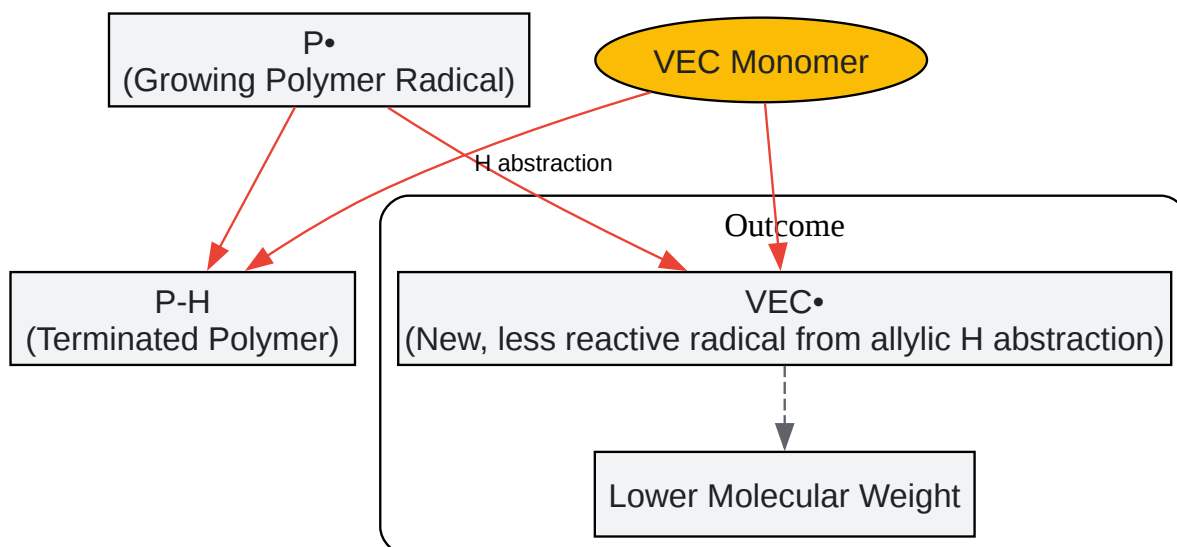 P•
(Growing Polymer Radical)
VEC Monomer
H abstraction
Outcome
P-H
(Terminated Polymer)
VEC•
(New, less reactive radical from allylic H abstraction)
Lower Molecular Weight